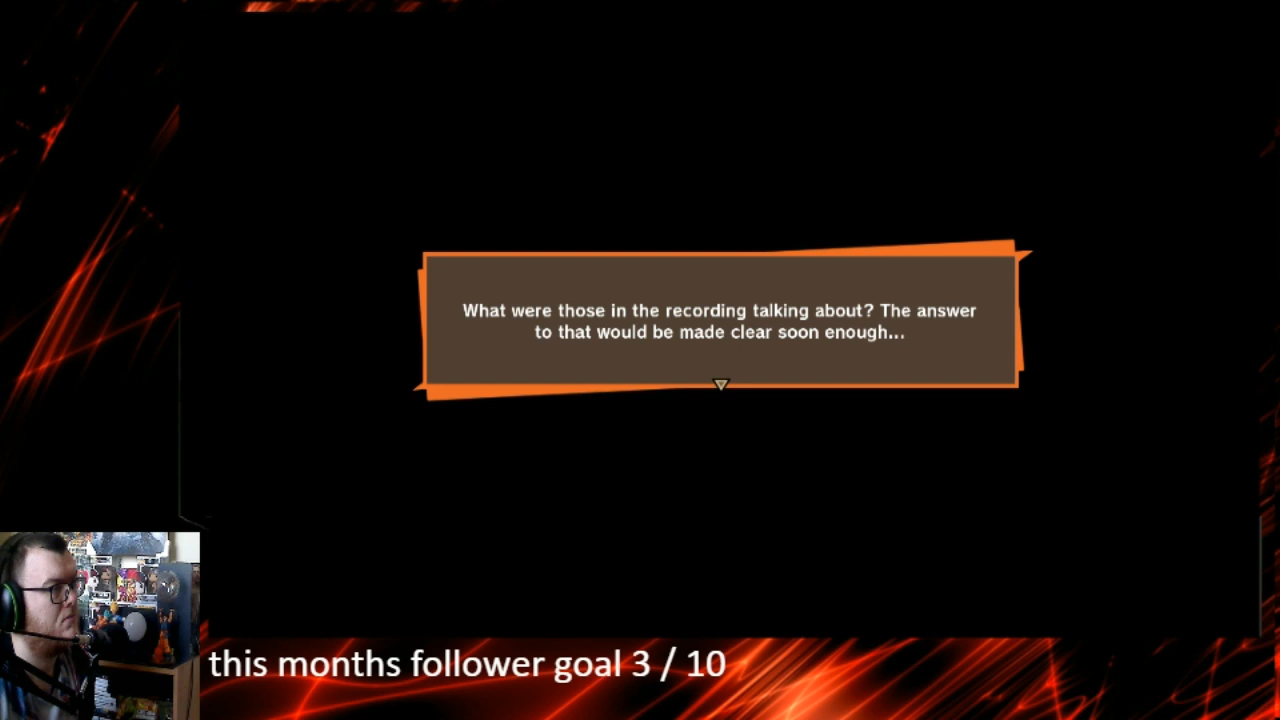 What were those in the recording talking about? The answer
to that would be made clear soon enough...
this months follower goal 3 / 10